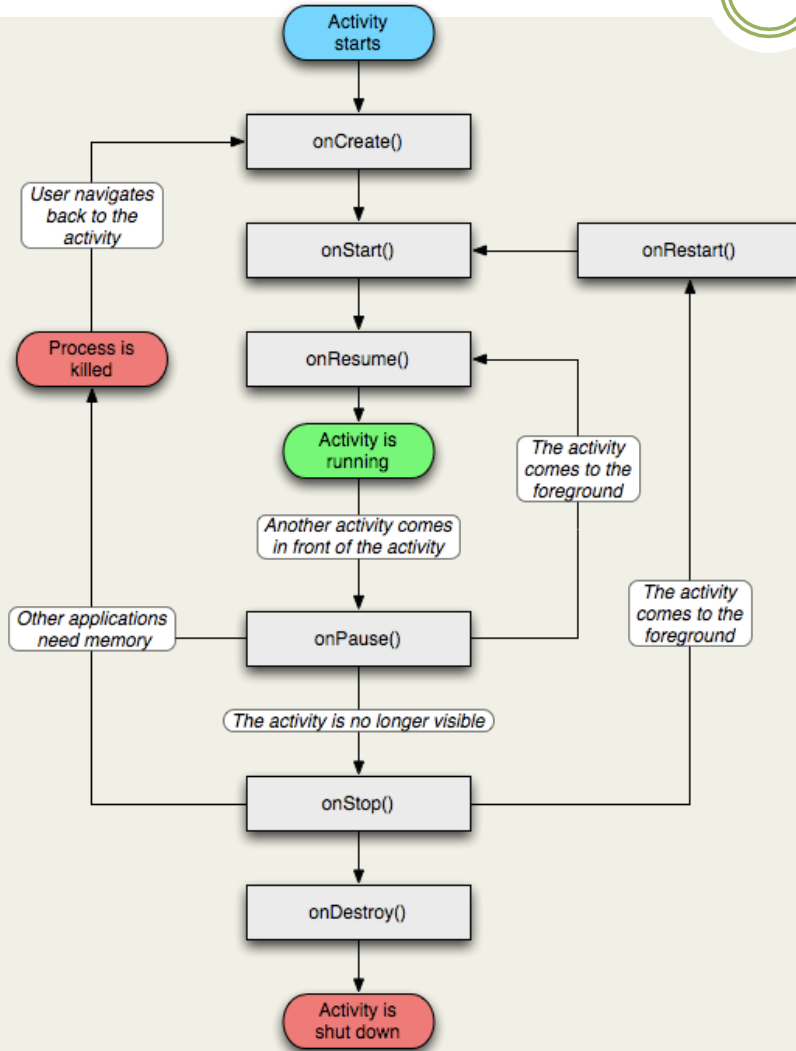 Activity
starts
onCreate()
User navigates
back to the
activity
onStart()
onRestart()
Process is
killed
onResume()
Activity is
running
The activity
comes to the
foreground
Another activity comes
in front of the activity
The activity
comes to the
foreground
Other applications
need memory
onPause()
The activity is no longer visible
onStop()
onDestroy()
Activity is
shut down